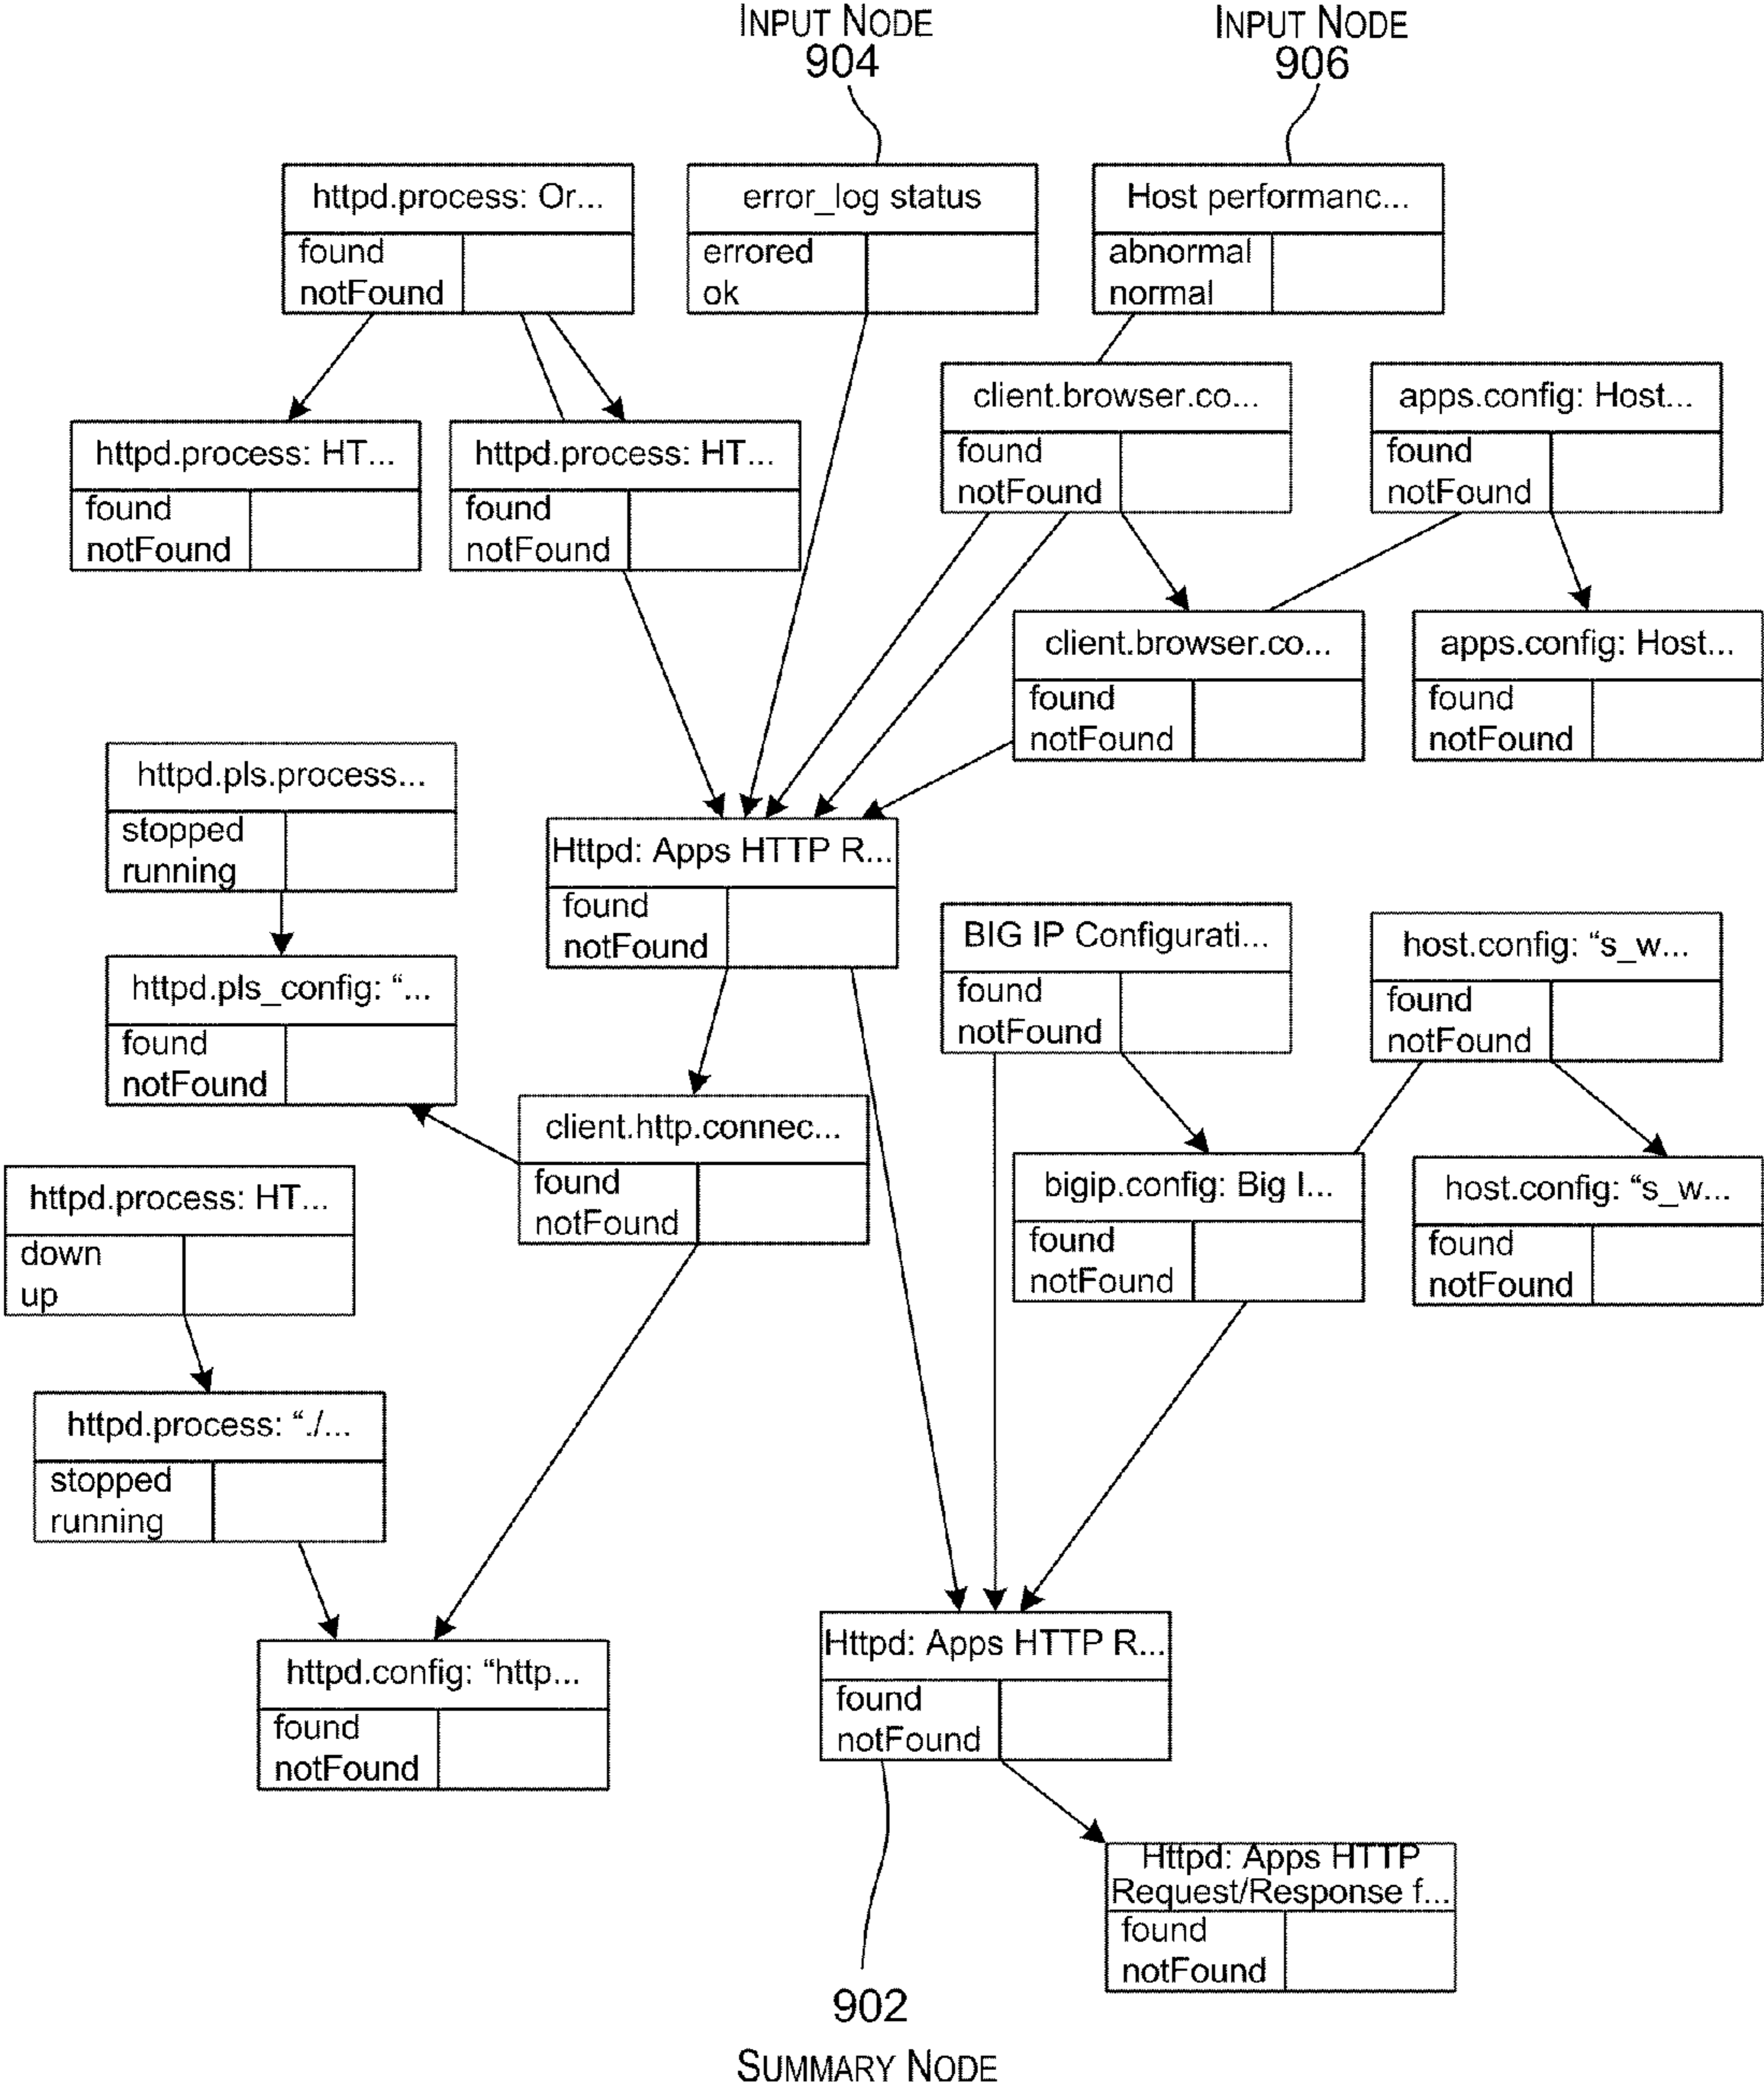 INPUT NODE
904
INPUT NODE
906
httpd.process: Or...
found
notFound
error_log status
errored
ok
Host performanc...
abnormal
normal
client.browser.co...
found
notFound
apps.config: Host...
found
notFound
httpd.process: HT...
found
notFound
httpd.process: HT...
found
notFound
client.browser.co...
found
notFound
apps.config: Host...
found
notFound
httpd.pls.process...
stopped
running
Httpd: Apps HTTP R...
found
notFound
BIG IP Configurati...
found
notFound
host.config: “s_w...
found
notFound
httpd.pls_config: “...
found
notFound
client.http.connec...
found
notFound
bigip.config: Big I...
found
notFound
host.config: “s_w...
found
notFound
httpd.process: HT...
down
up
httpd.process: “./...
stopped
running
httpd.config: “http...
found
notFound
Httpd: Apps HTTP R...
found
notFound
Httpd: Apps HTTP
Request/Response f...
found
notFound
902
SUMMARY NODE